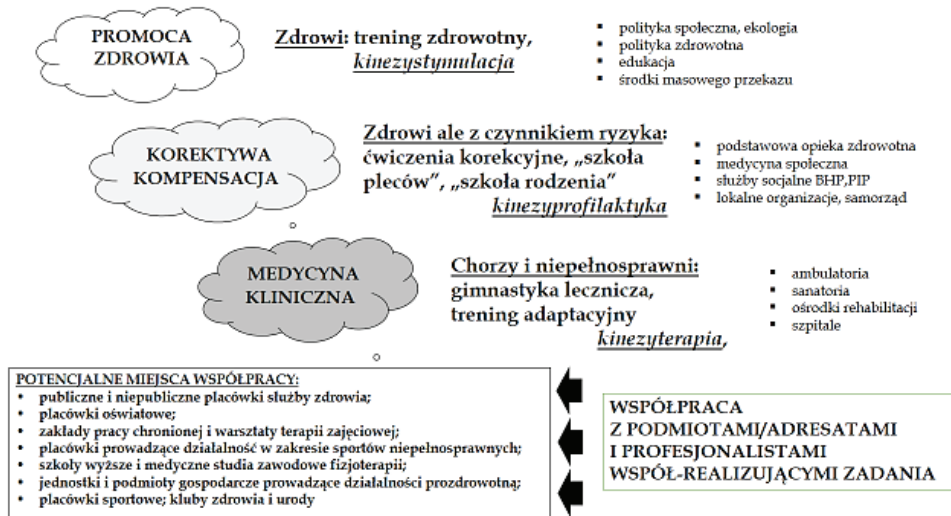 PROMOCA
ZDROWIA
Zdrowi: trening zdrowotny,
kinezystymulacja
▪ polityka społeczna, ekologia
▪ polityka zdrowotna
▪ edukacja
▪ środki masowego przekazu
KOREKTYWA
KOMPENSACJA
Zdrowi ale z czynnikiem ryzyka:
ćwiczenia korekcyjne, „szkoła
pleców”, „szkoła rodzenia”
kinezyprofilaktyka
▪ podstawowa opieka zdrowotna
▪ medycyna społeczna
▪ służby socjalne BHP,PIP
▪ lokalne organizacje, samorząd
MEDYCYNA
KLINICZNA
Chorzy i niepełnosprawni:
gimnastyka lecznicza,
trening adaptacyjny
kinezyterapia,
▪ ambulatoria
▪ sanatoria
▪ ośrodki rehabilitacji
▪ szpitale
POTENCJALNE MIEJSCA WSPÓŁPRACY:
• publiczne i niepubliczne placówki służby zdrowia;
• placówki oświatowe;
• zakłady pracy chronionej i warsztaty terapii zajęciowej;
• placówki prowadzące działalność w zakresie sportów niepełnosprawnych;
• szkoły wyższe i medyczne studia zawodowe fizjoterapii;
• jednostki i podmioty gospodarcze prowadzące działalności prozdrowotną;
• placówki sportowe; kluby zdrowia i urody
WSPÓŁPRACA
Z PODMIOTAMI/ADRESATAMI
I PROFESJONALISTAMI
WSPÓŁ-REALIZUJĄCYMI ZADANIA